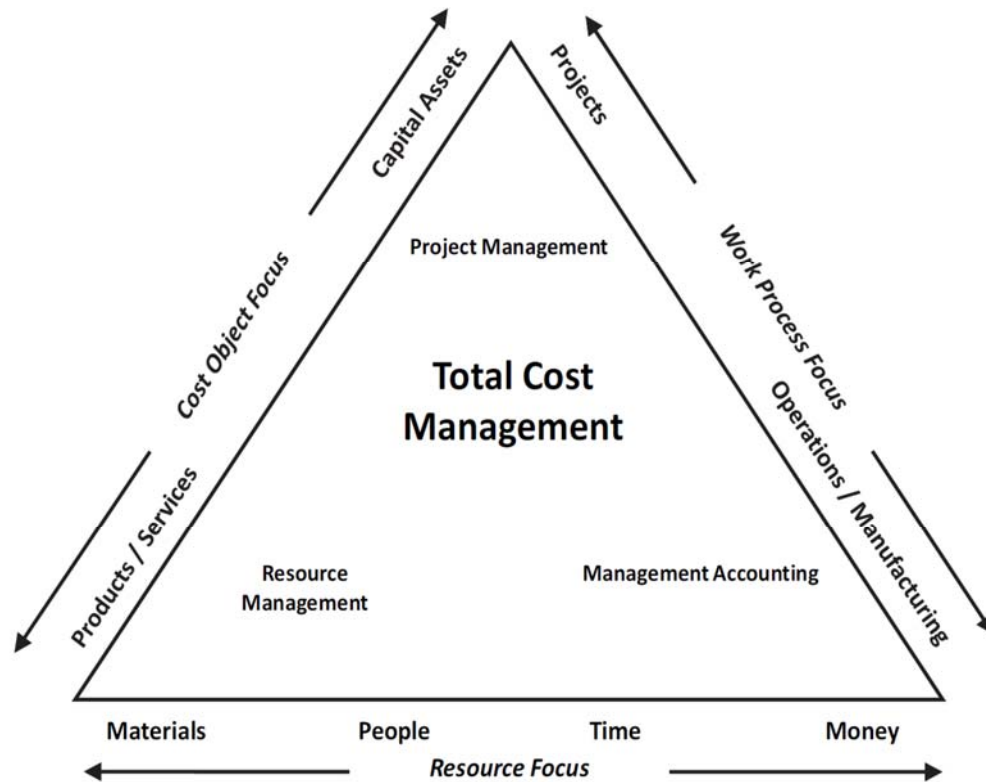 Capital Assets
Projects
Cost Object Focus
Work Process Focus
Project Management
Total Cost
Management
Products / Services
Operations / Manufacturing
Resource
Management
Management Accounting
Materials
People
Time
Money
Resource Focus